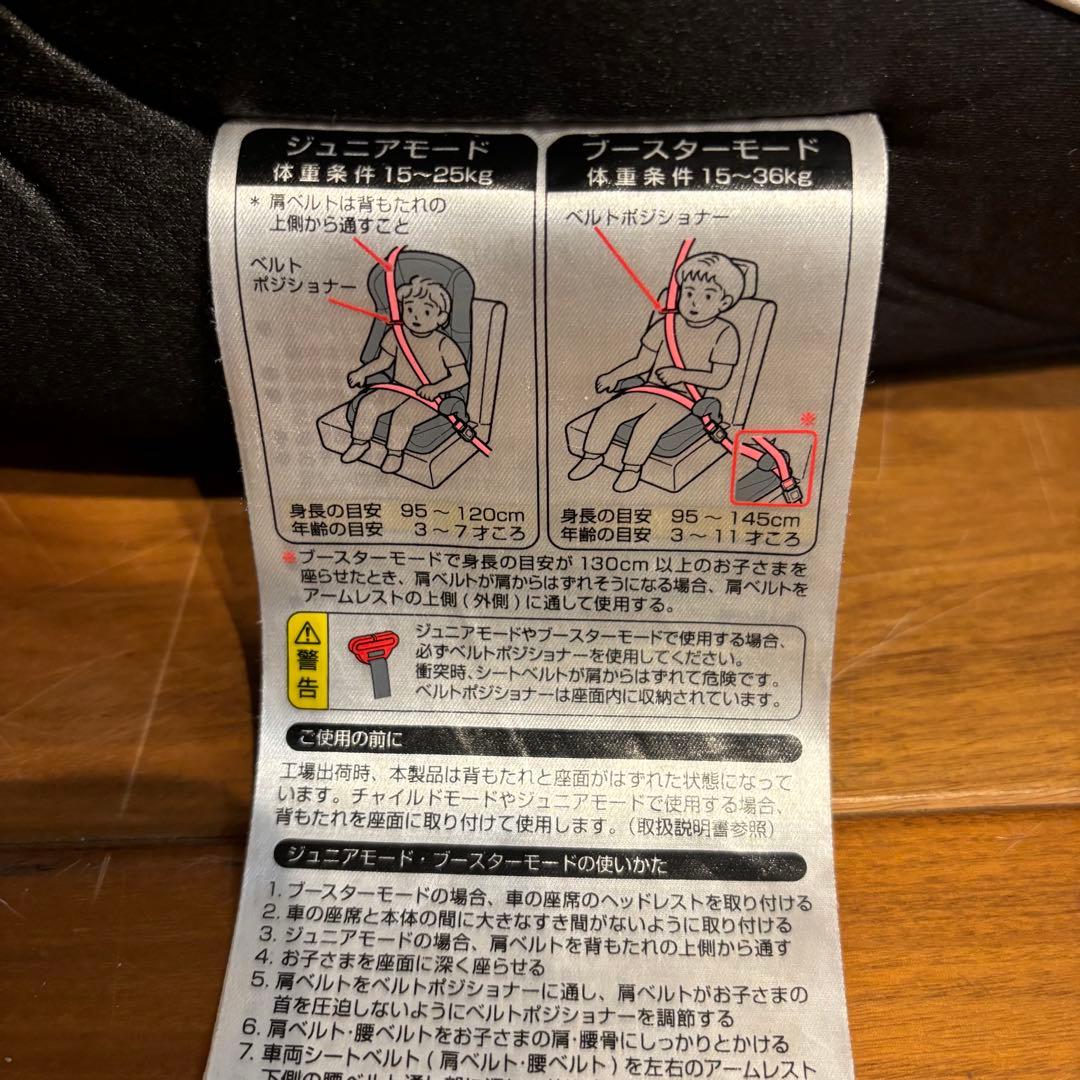 ジュニアモード
体重条件 15〜25kg
* 肩ベルトは背もたれの
上側から通すこと
ベルト
ポジショナー
身長の目安 95 〜 120cm
年齢の目安 3 〜 7 才ころ
ブースターモード
体重条件 15〜36kg
ベルトポジショナー
※
身長の目安 95 〜 145cm
年齢の目安 3 〜 11 才ころ
※ブースターモードで身長の目安が 130cm 以上のお子さまを
座らせたとき、肩ベルトが肩からはずれそうになる場合、肩ベルトを
アームレストの上側 ( 外側 ) に通して使用する。
警告
ジュニアモードやブースターモードで使用する場合、
必ずベルトポジショナーを使用してください。
衝突時、シートベルトが肩からはずれて危険です。
ベルトポジショナーは座面内に収納されています。
ご使用の前に
工場出荷時、本製品は背もたれと座面がはずれた状態になって
います。チャイルドモードやジュニアモードで使用する場合、
背もたれを座面に取り付けて使用します。（取扱説明書参照）
ジュニアモード・ブースターモードの使いかた
1. ブースターモードの場合、車の座席のヘッドレストを取り付ける
2. 車の座席と本体の間に大きなすき間がないように取り付ける
3. ジュニアモードの場合、肩ベルトを背もたれの上側から通す
4. お子さまを座面に深く座らせる
5. 肩ベルトをベルトポジショナーに通し、肩ベルトがお子さまの
首を圧迫しないようにベルトポジショナーを調節する
6. 肩ベルト・腰ベルトをお子さまの肩・腰骨にしっかりとかける
7. 車両シートベルト ( 肩ベルト・腰ベルト ) を左右のアームレスト
下側の腰ベルト通し部に